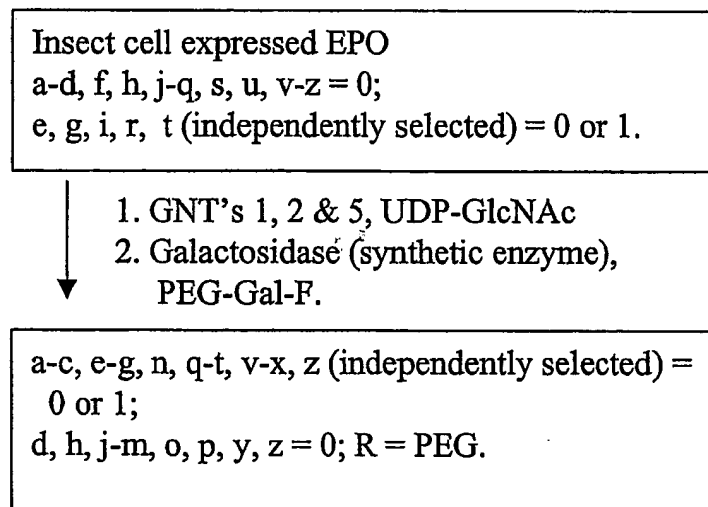 Insect cell expressed EPO
a-d, f, h, j-q, s, u, v-z = 0;
e, g, i, r, t (independently selected) = 0 or 1.
1. GNT's 1, 2 & 5, UDP-GlcNAc
2. Galactosidase (synthetic enzyme),
PEG-Gal-F.
a-c, e-g, n, q-t, v-x, z (independently selected) =
0 or 1;
d, h, j-m, o, p, y, z = 0; R = PEG.